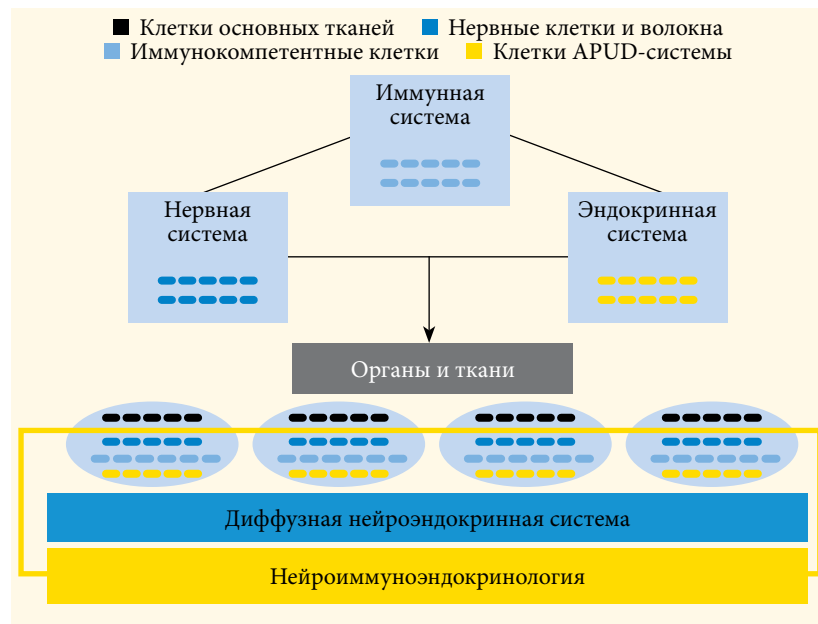 Клетки основных тканей Нервные клетки и волокна
Иммунокомпетентные клетки Клетки APUD-системы
Иммунная
система
Нервная
система
Эндокринная
система
Органы и ткани
Диффузная нейроэндокринная система
Нейроиммуноэндокринология